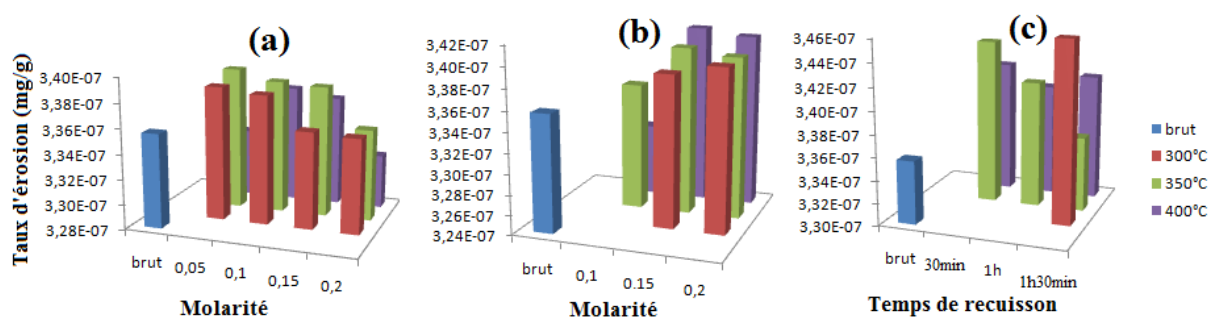 (a)
Taux d'érosion (mg/g)
3,40E-07
3,38E-07
3,36E-07
3,34E-07
3,32E-07
3,30E-07
3,28E-07
brut
0,05
0,1
0,15
0,2
Molarité
(b)
3,42E-07
3,40E-07
3,36E-07
3,34E-07
3,32E-07
3,30E-07
3,28E-07
3,26E-07
3,24E-07
brut
0,1
0.15
0,2
Molarité
(c)
3,46E-07
3,44E-07
3,42E-07
3,40E-07
3,38E-07
3,36E-07
3,34E-07
3,32E-07
3,30E-07
brut
30min
1h
1h30min
Temps de recuisson
brut
300°C
350°C
400°C